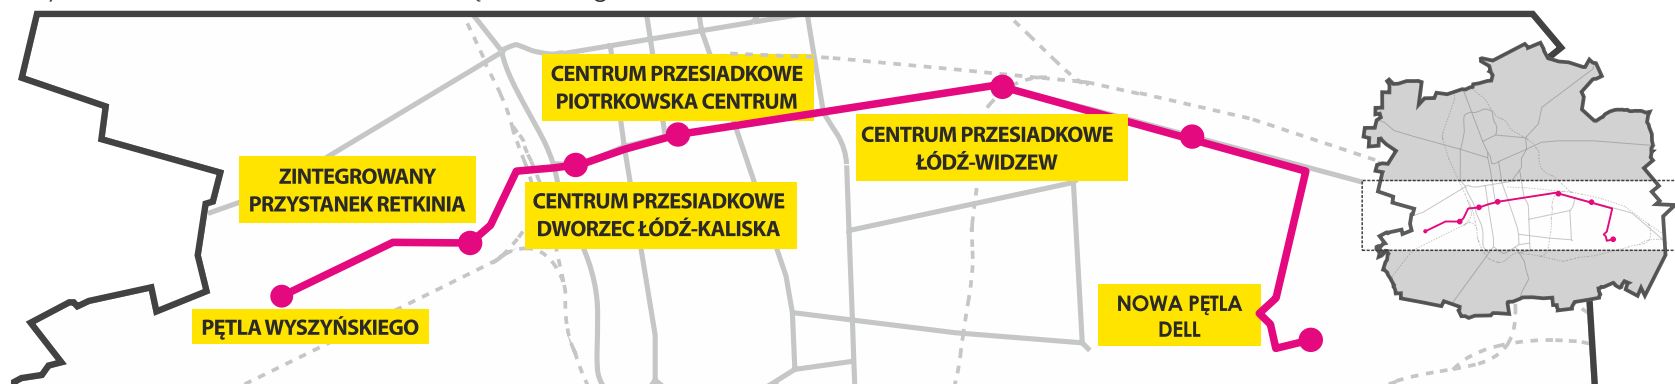 CENTRUM PRZESIADKOWE
PIOTRKOWSKA CENTRUM
CENTRUM PRZESIADKOWE
ŁÓDŹ-WIDZEW
ZINTEGROWANY
PRZYSTANEK RETKINIA
CENTRUM PRZESIADKOWE
DWORZEC ŁÓDŹ-KALISKA
PĘTLA WYSZYŃSKIEGO
NOWA PĘTLA
DELL